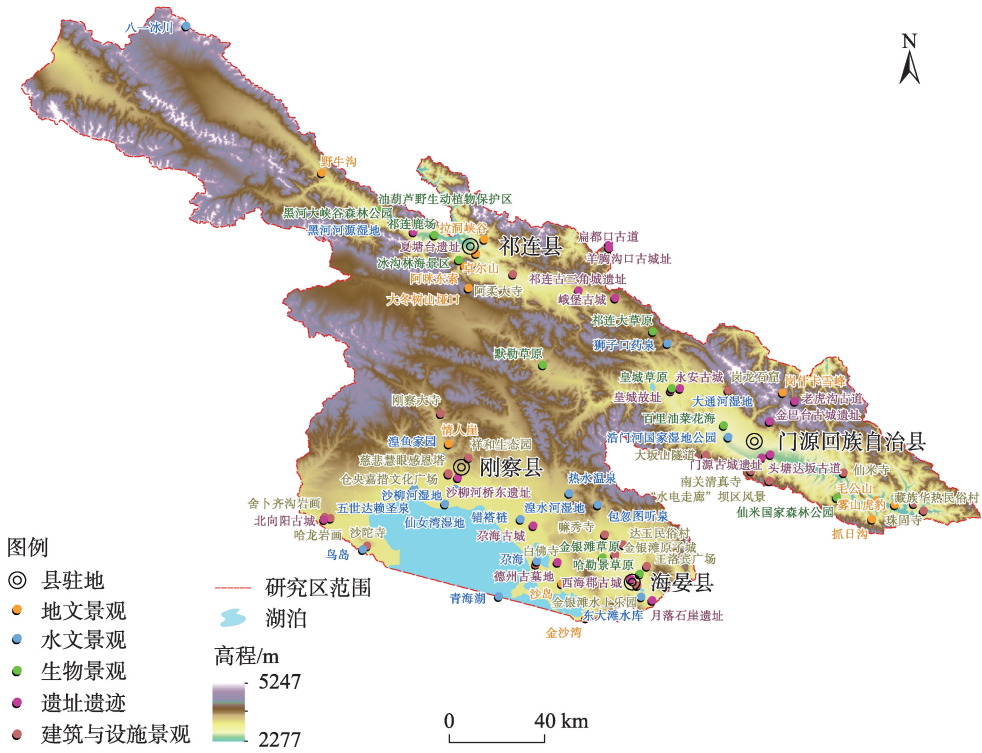 八一冰川
N
野牛沟
油葫芦野生动植物保护区
黑河大峡谷森林公园
祁连鹿场
拉洞峡谷
黑河河源湿地
夏塘台遗址
祁连县
扁都口古道
羊胸沟口古城址
冰沟林海景区
卓尔山
阿咪东索
祁连古三角城遗址
大冬树山垭口
阿柔大寺
峨堡古城
祁连大草原
狮子口药泉
默勒草原
皇城草原
永安古城
岗龙石窟
岗什卡雪峰
皇城故址
大通河湿地
老虎沟古道
金巴台古城遗址
刚察大寺
百里油菜花海
情人崖
湟鱼家园
祥和生态园
浩门河国家湿地公园
门源回族自治县
大坂山隧道
慈悲慧眼感恩塔
刚察县
门源古城遗址
头塘达坂古道
仙米寺
仓央嘉措文化广场
沙柳河桥东遗址
热水温泉
南关清真寺
毛公山
舍卜齐沟岩画
沙柳河湿地
"水电走廊"坝区风景
雾山虎豹
藏族华热民俗村
五世达赖圣泉
湟水河湿地
包忽图听泉
仙米国家森林公园
北向阳古城
仙女湾湿地
错褡裢
珠固寺
哈龙岩画
尕海古城
嘛秀寺
达玉民俗村
抓日沟
沙陀寺
白佛寺
金银滩草原
金银滩原子城
鸟岛
尕海
哈勒景草原
王洛宾广场
德州古墓地
西海郡古城
海晏县
青海湖
沙岛
金银滩水上乐园
东大滩水库
月落石崖遗址
金沙湾
图例
县驻地
地文景观
水文景观
生物景观
遗址遗迹
建筑与设施景观
研究区范围
湖泊
高程/m
5247
2277
0
40 km